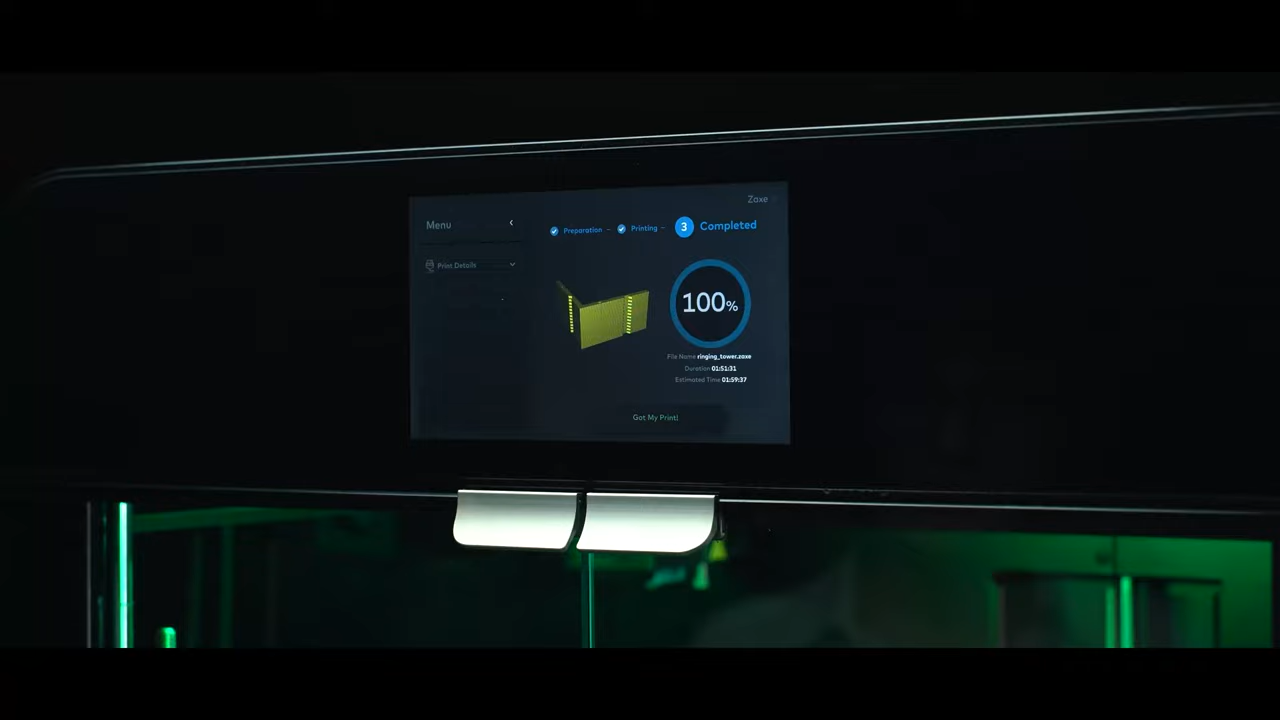 Zaxe
Menu
Preparation
Printing
3 Completed
Print Details
100%
File Name ringing_tower.zaxe
Duration 01:51:31
Estimated Time 01:59:37
Got My Print!